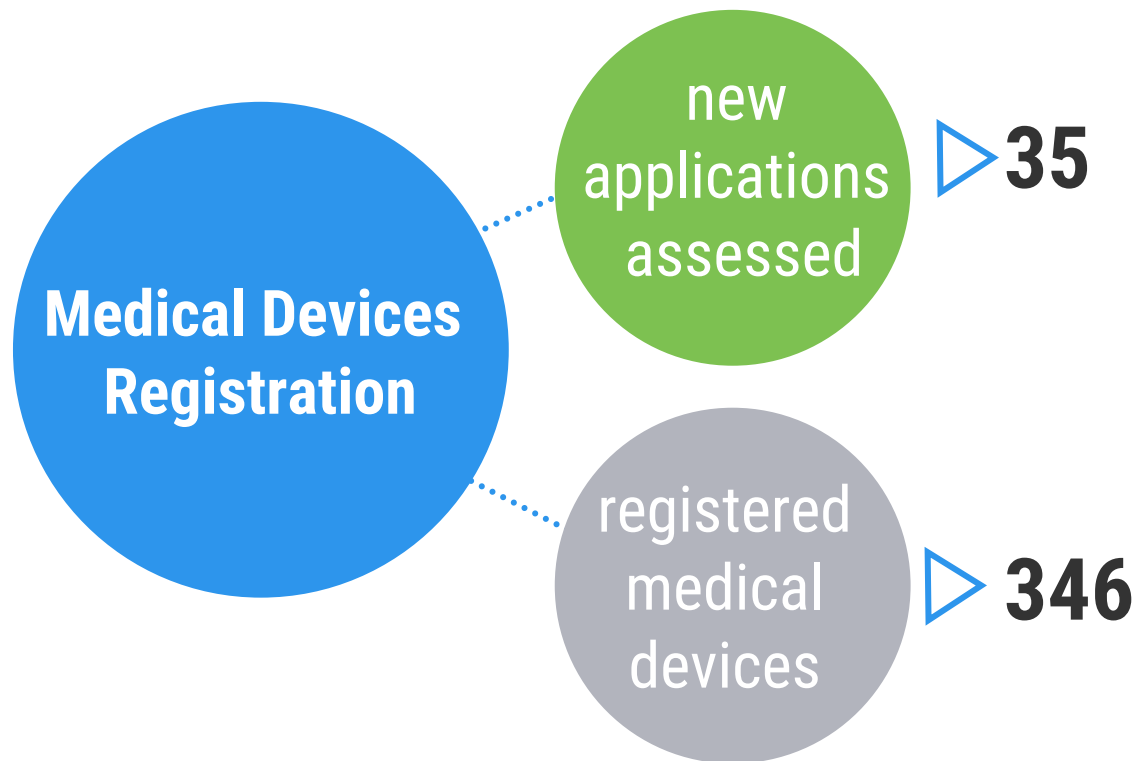 Medical Devices
Registration
new
applications
assessed
35
registered
medical
devices
346